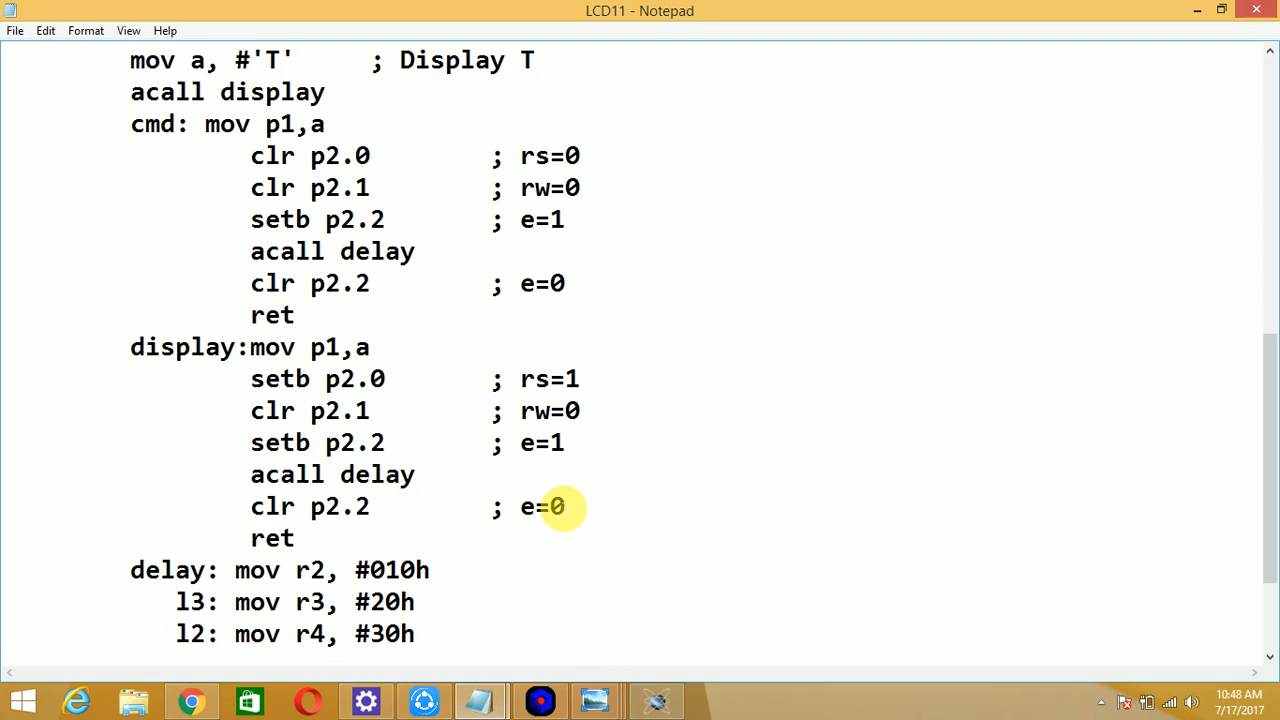 LCD11 - Notepad
File Edit Format View Help
mov a, #'T' ; Display T
acall display
cmd: mov p1,a
clr p2.0 ; rs=0
clr p2.1 ; rw=0
setb p2.2 ; e=1
acall delay
clr p2.2 ; e=0
ret
display:mov p1,a
setb p2.0 ; rs=1
clr p2.1 ; rw=0
setb p2.2 ; e=1
acall delay
clr p2.2 ; e=0
ret
delay: mov r2, #010h
l3: mov r3, #20h
l2: mov r4, #30h
10:48 AM
7/17/2017